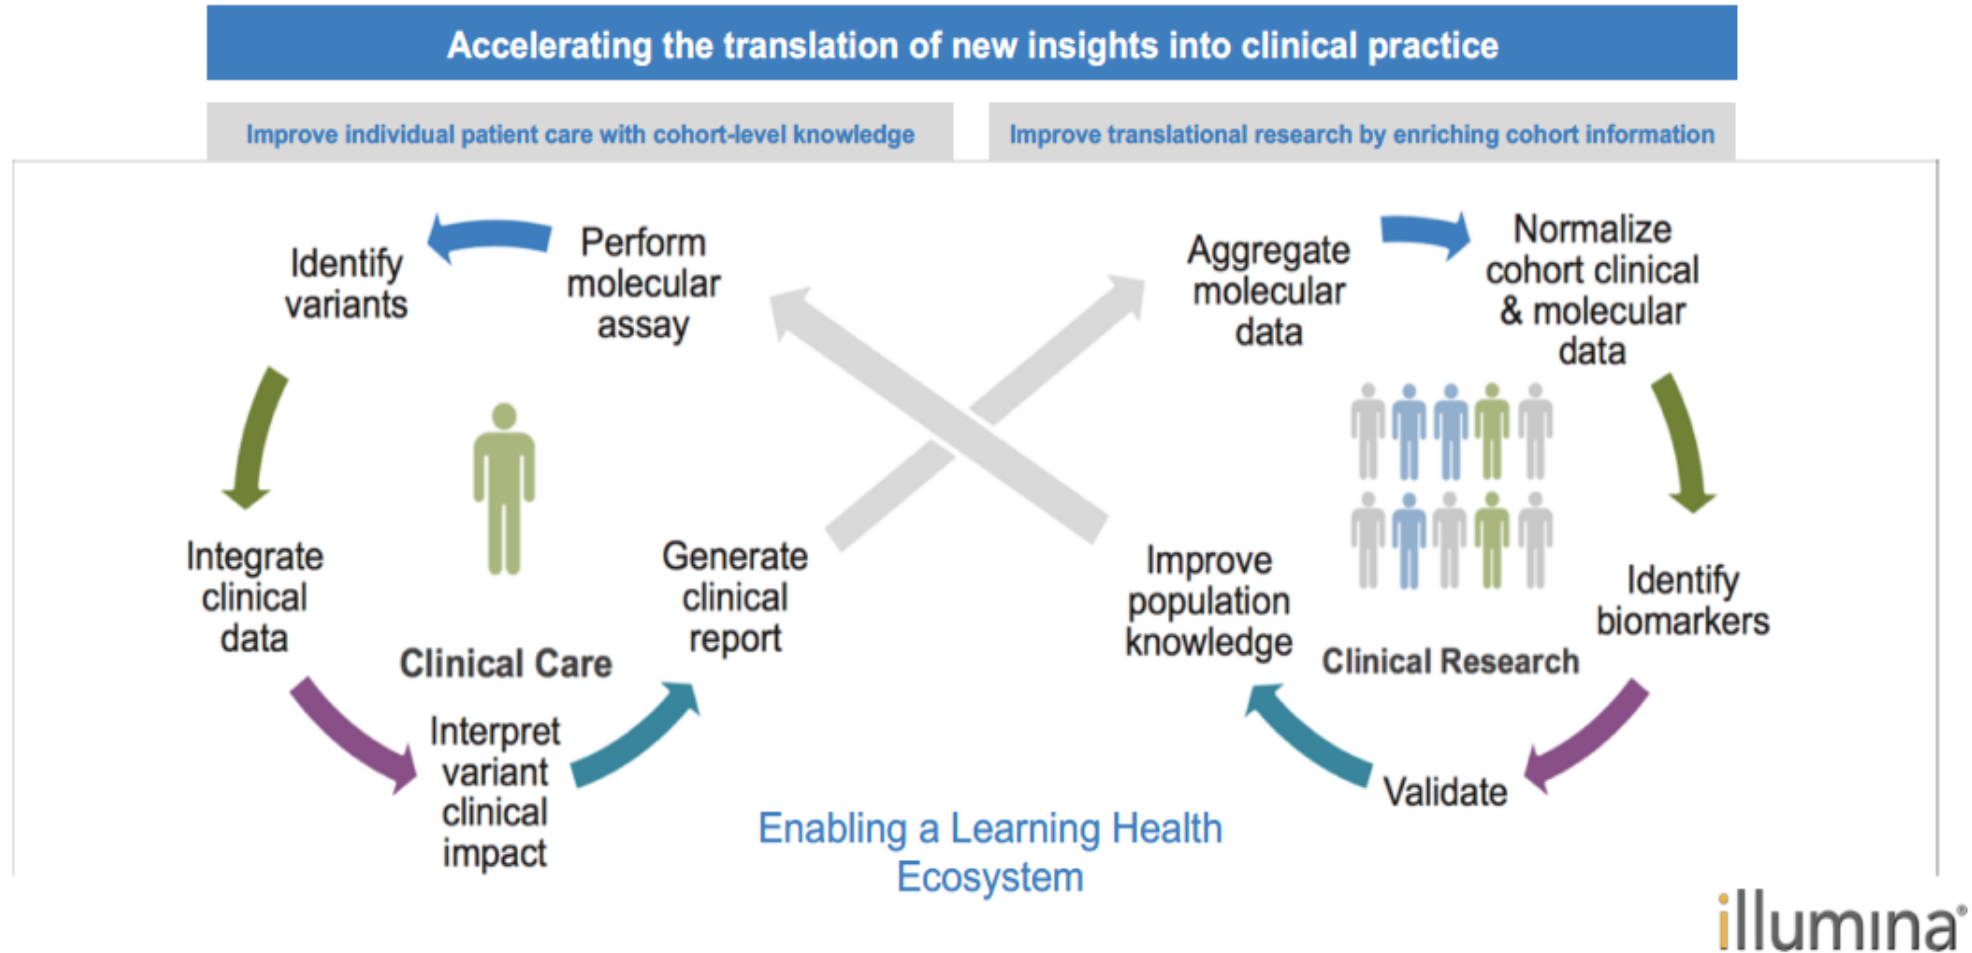 Accelerating the translation of new insights into clinical practice
Improve individual patient care with cohort-level knowledge
Improve translational research by enriching cohort information
Perform
molecular
assay
Identify
variants
Integrate
clinical
data
Interpret
variant
clinical
impact
Generate
clinical
report
Clinical Care
Aggregate
molecular
data
Normalize
cohort clinical
& molecular
data
Identify
biomarkers
Validate
Improve
population
knowledge
Clinical Research
Enabling a Learning Health
Ecosystem
illumina®